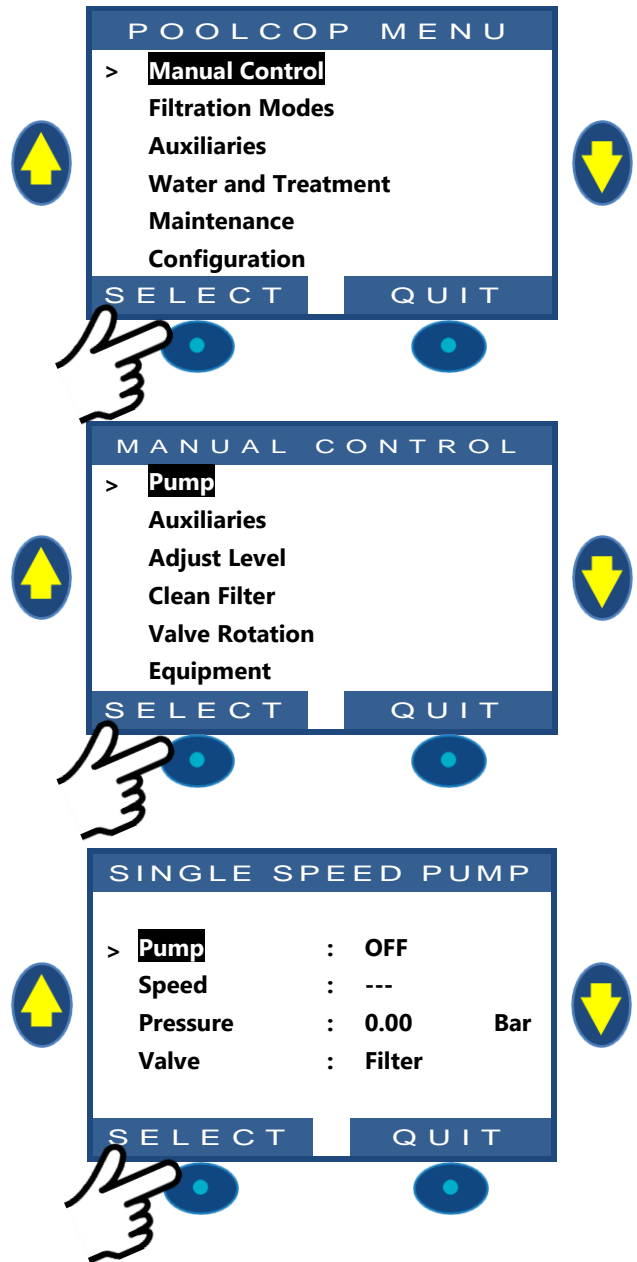 POOLCOP MENU
> Manual Control
Filtration Modes
Auxiliaries
Water and Treatment
Maintenance
Configuration
SELECT QUIT
MANUAL CONTROL
> Pump
Auxiliaries
Adjust Level
Clean Filter
Valve Rotation
Equipment
SELECT QUIT
SINGLE SPEED PUMP
> Pump : OFF
Speed : ---
Pressure : 0.00 Bar
Valve : Filter
SELECT QUIT